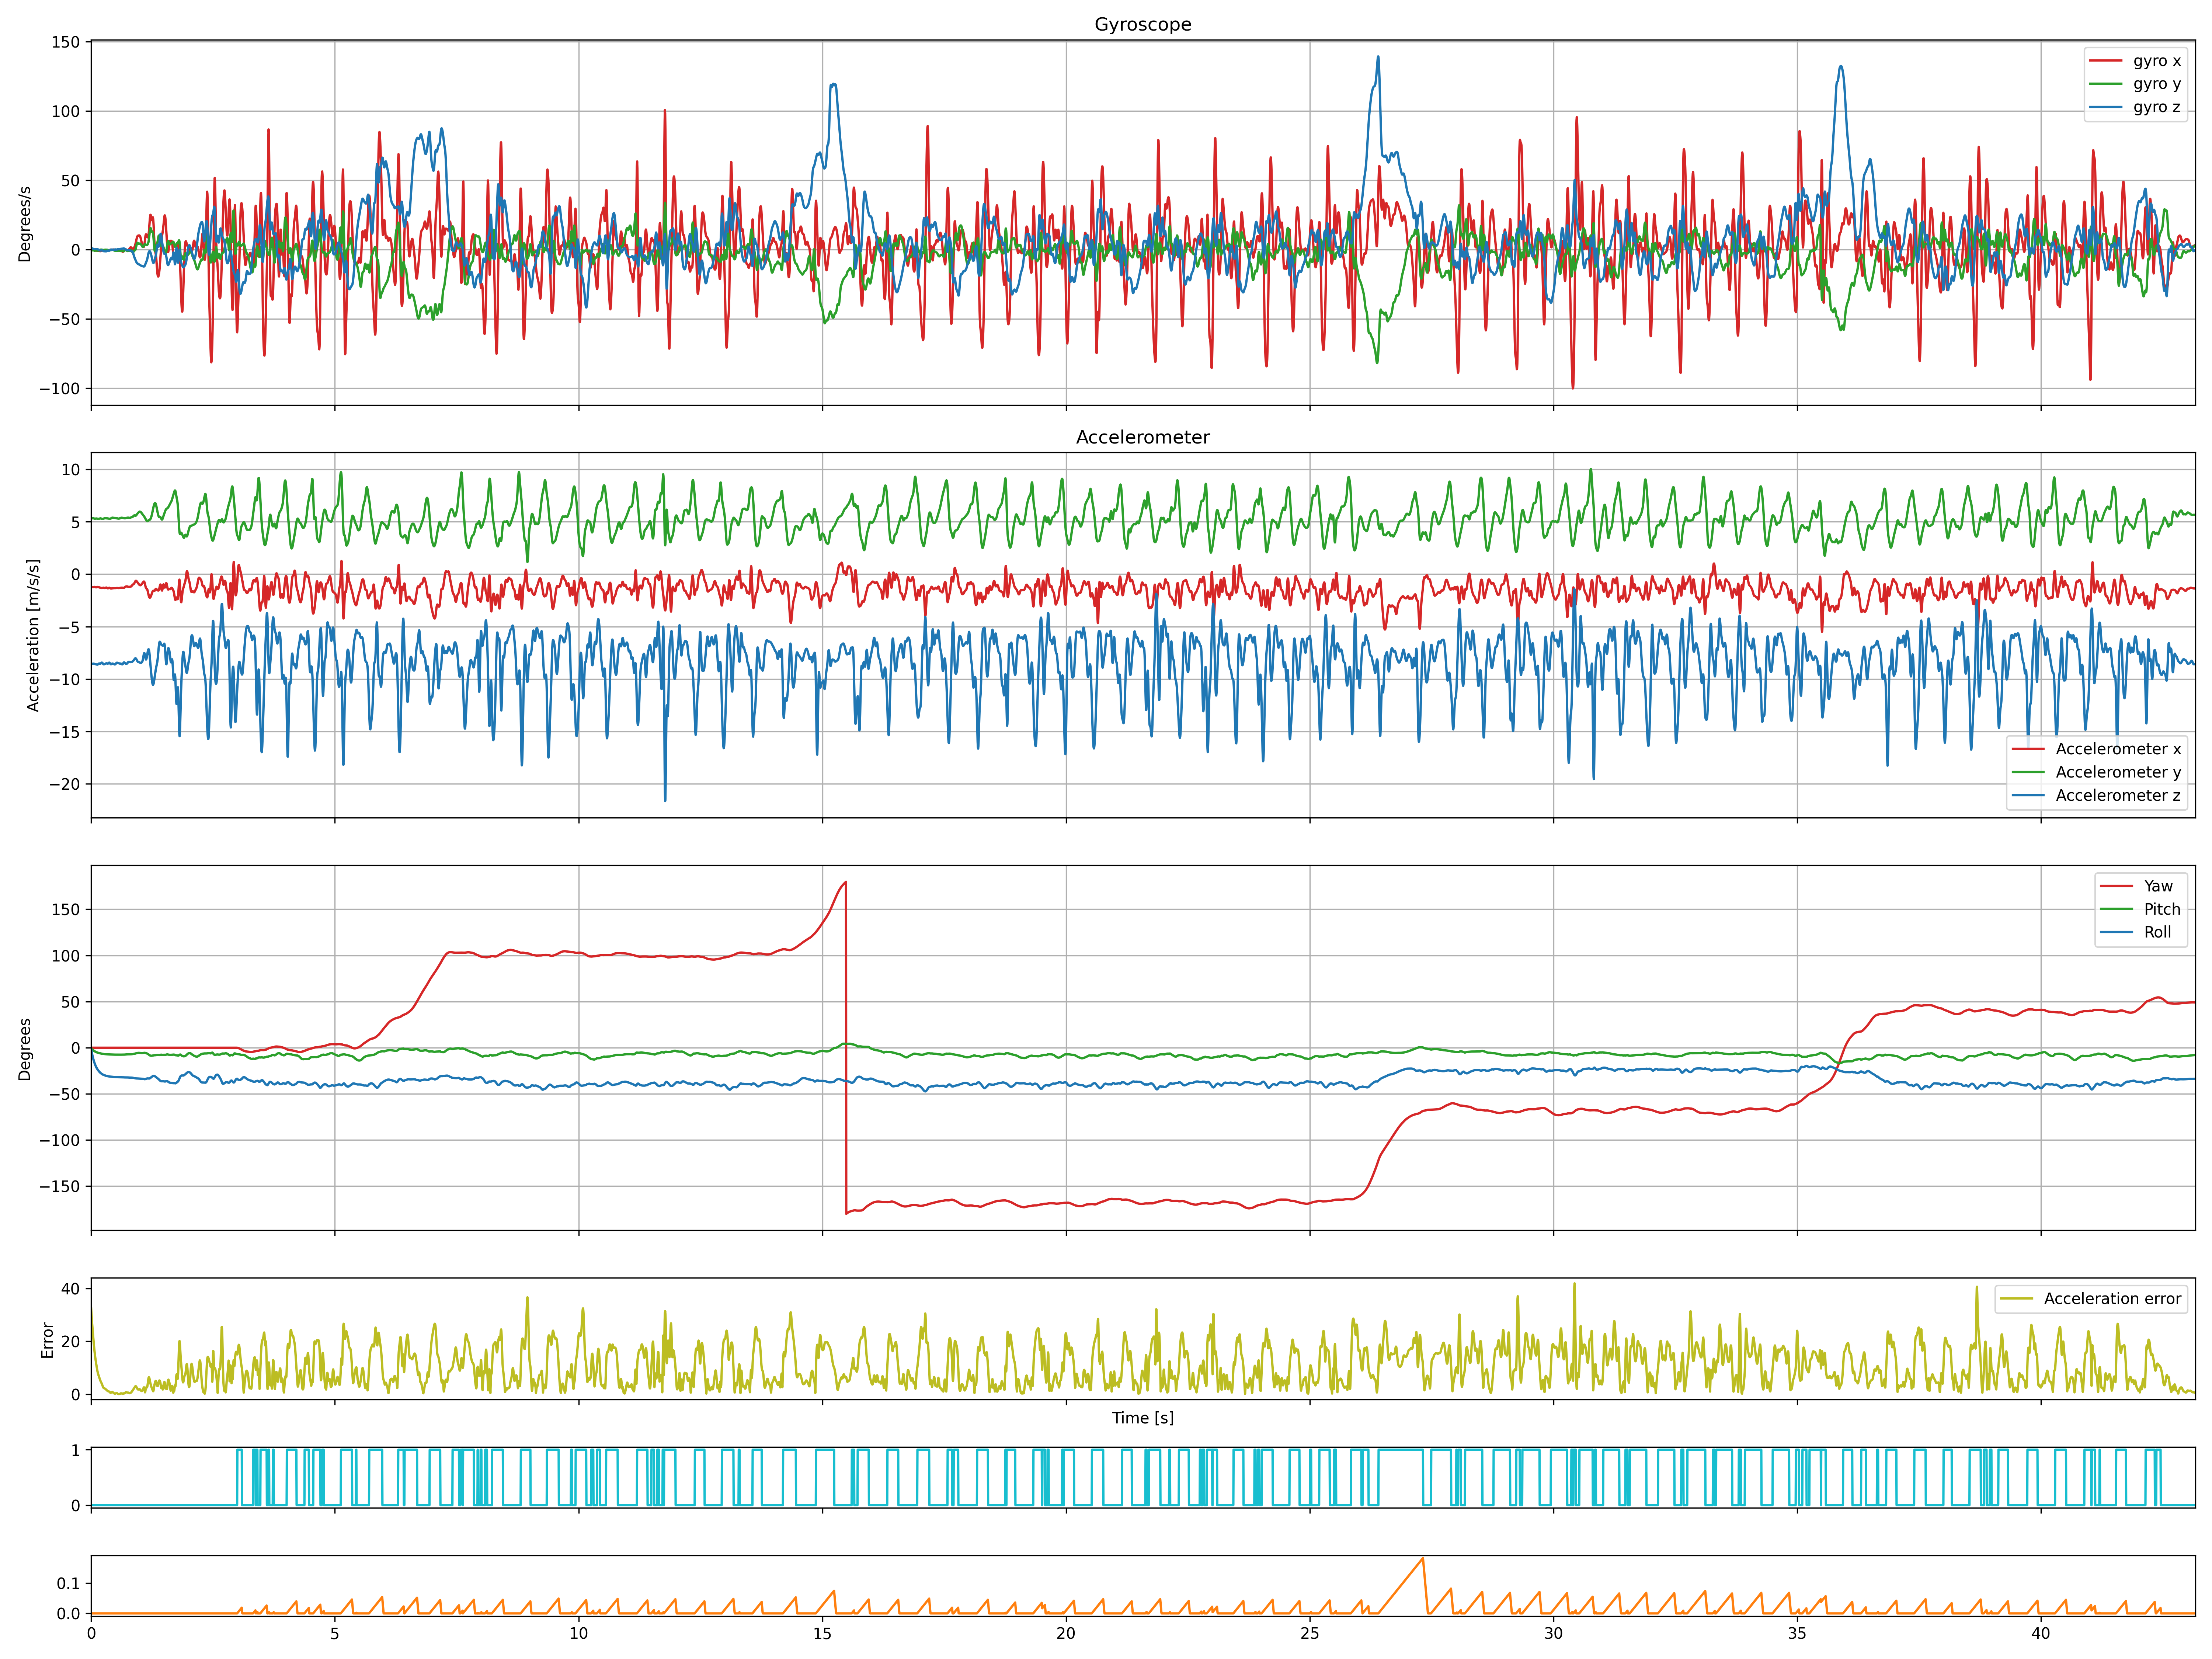 Gyroscope
150
100
50
0
−50
−100
Degrees/s
gyro x
gyro y
gyro z
Accelerometer
10
5
0
−5
−10
−15
−20
Acceleration [m/s/s]
Accelerometer x
Accelerometer y
Accelerometer z
150
100
50
0
−50
−100
−150
Degrees
Yaw
Pitch
Roll
40
20
0
Error
Acceleration error
Time [s]
1
0
0.1
0.0
0 5 10 15 20 25 30 35 40